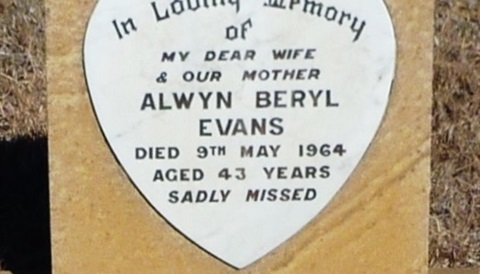 In Loving Memory
of
MY DEAR WIFE
& OUR MOTHER
ALWYN BERYL
EVANS
DIED 9TH MAY 1964
AGED 43 YEARS
SADLY MISSED